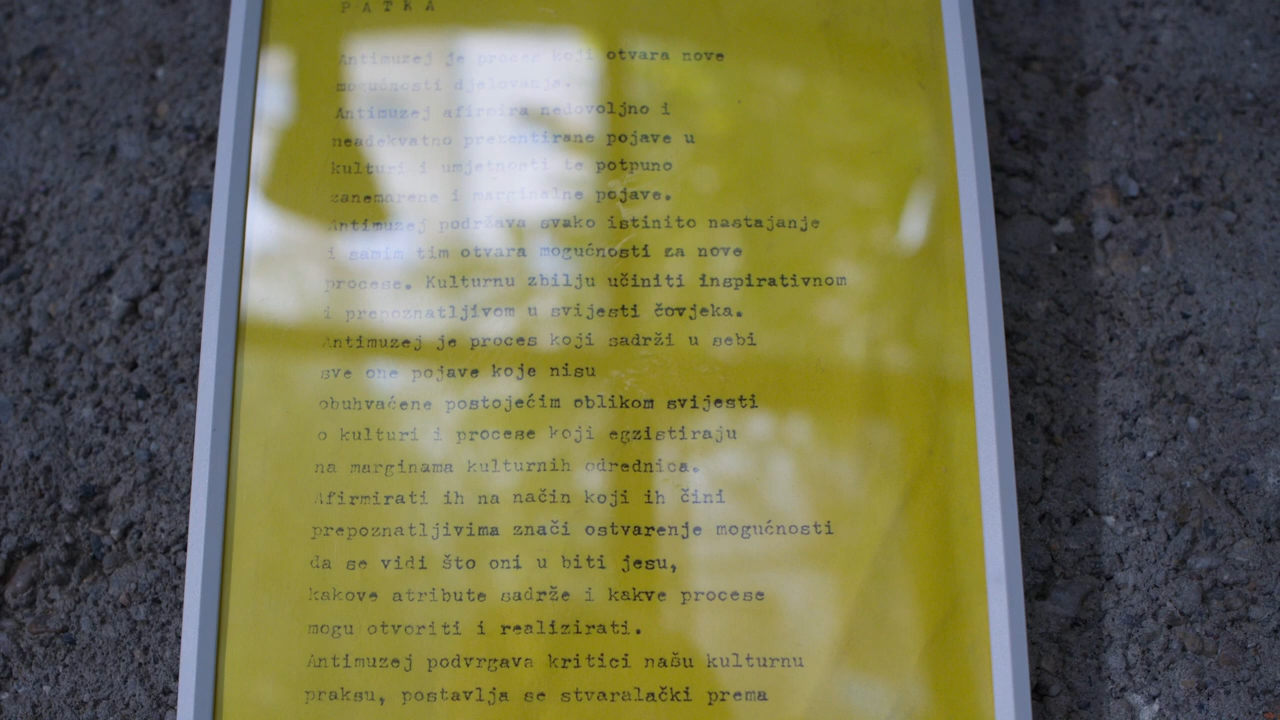 PATKA
Antimuzej je proces koji otvara nove
mogućnosti djelovanja.
Antimuzej afirmira nedovoljno i
neadekvatno prezentirane pojave u
kulturi i umjetnosti te potpuno
zanemarene i marginalne pojave.
Antimuzej podržava svako istinito nastajanje
i samim tim otvara mogućnosti za nove
procese. Kulturnu zbilju učiniti inspirativnom
i prepoznatljivom u svijesti čovjeka.
Antimuzej je proces koji sadrži u sebi
sve one pojave koje nisu
obuhvaćene postojećim oblikom svijesti
o kulturi i procese koji egzistiraju
na marginama kulturnih odrednica.
Afirmirati ih na način koji ih čini
prepoznatljivima znači ostvarenje mogućnosti
da se vidi što oni u biti jesu,
kakove atribute sadrže i kakve procese
mogu otvoriti i realizirati.
Antimuzej podvrgava kritici našu kulturnu
praksu, postavlja se stvaralački prema